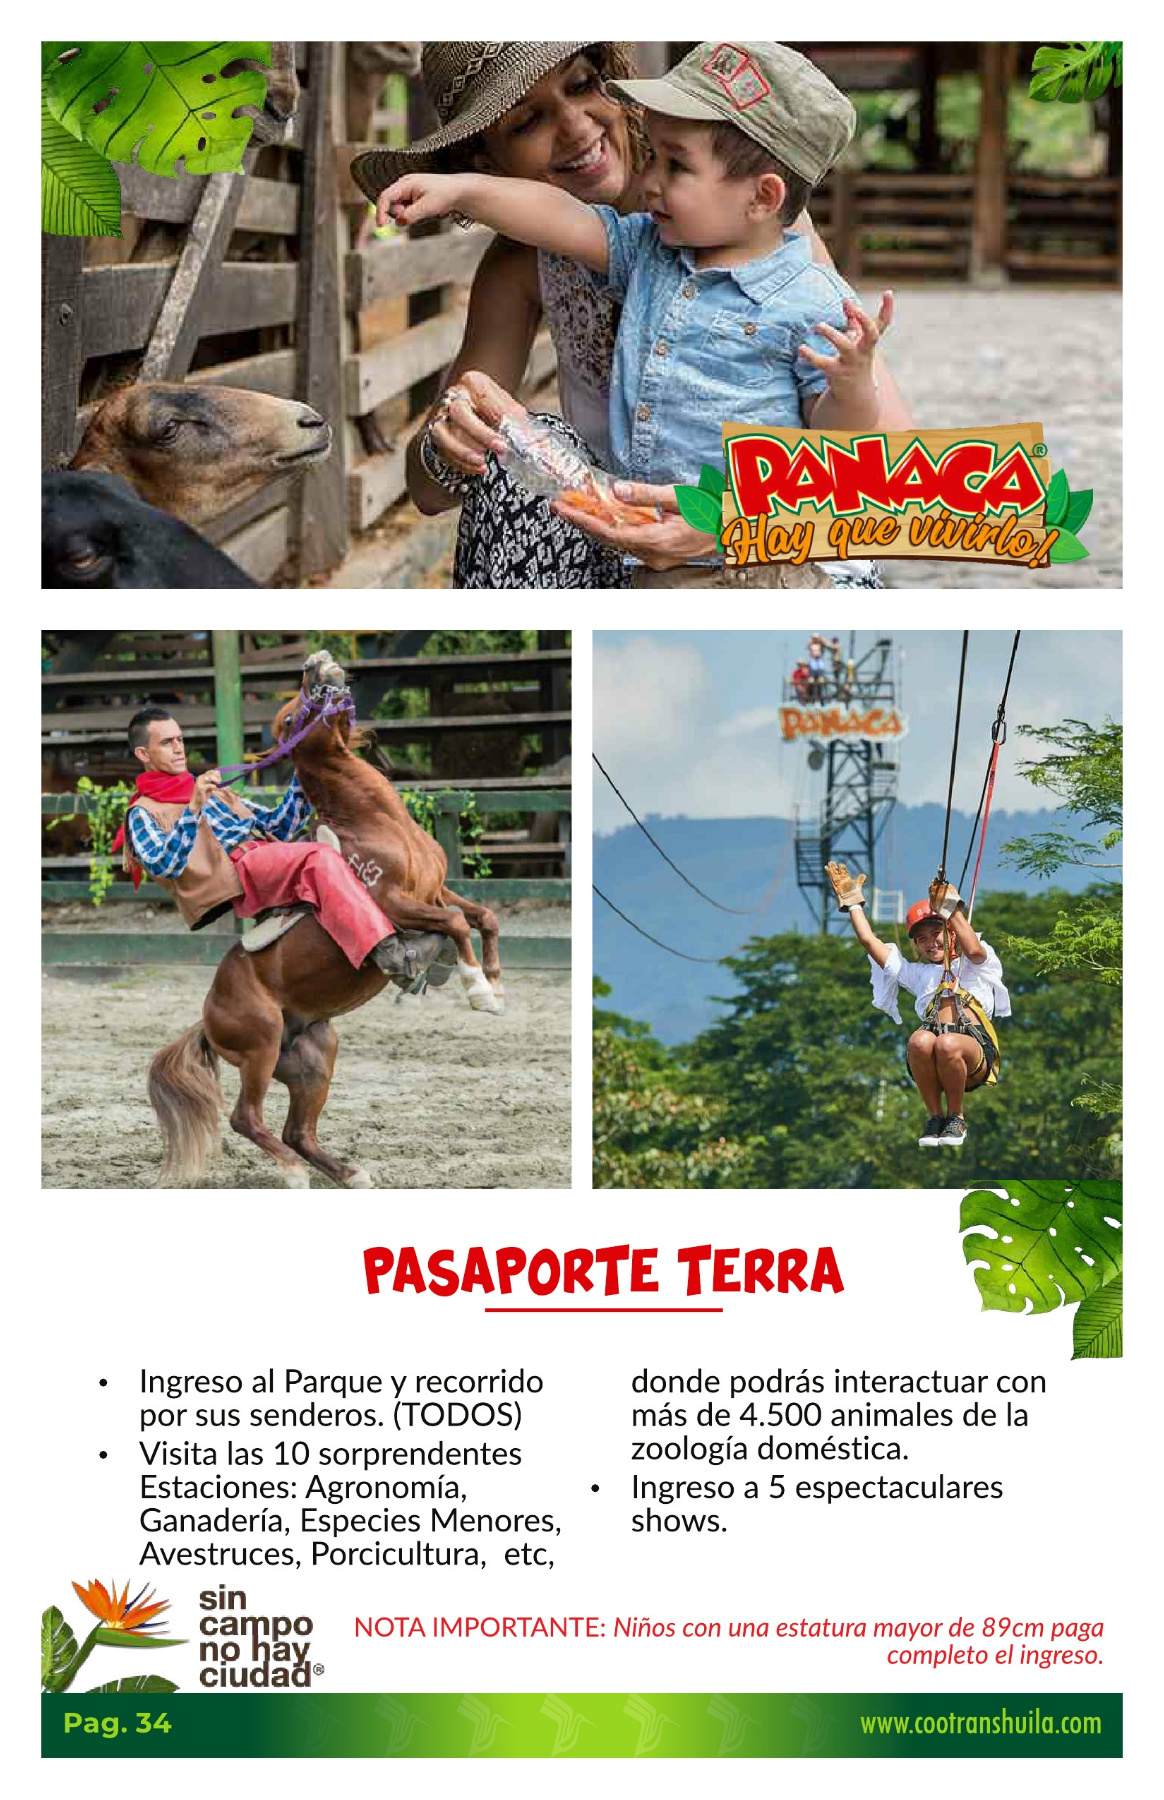 PANACA®
Hay que vivirlo!
PANACA
PASAPORTE TERRA
• Ingreso al Parque y recorrido
por sus senderos. (TODOS)
• Visita las 10 sorprendentes
Estaciones: Agronomía,
Ganadería, Especies Menores,
Avestruces, Porcicultura, etc,
donde podrás interactuar con
más de 4.500 animales de la
zoología doméstica.
• Ingreso a 5 espectaculares
shows.
sin
campo
no hay
ciudad®
NOTA IMPORTANTE: Niños con una estatura mayor de 89cm paga
completo el ingreso.
Pag. 34
www.cootranshuila.com